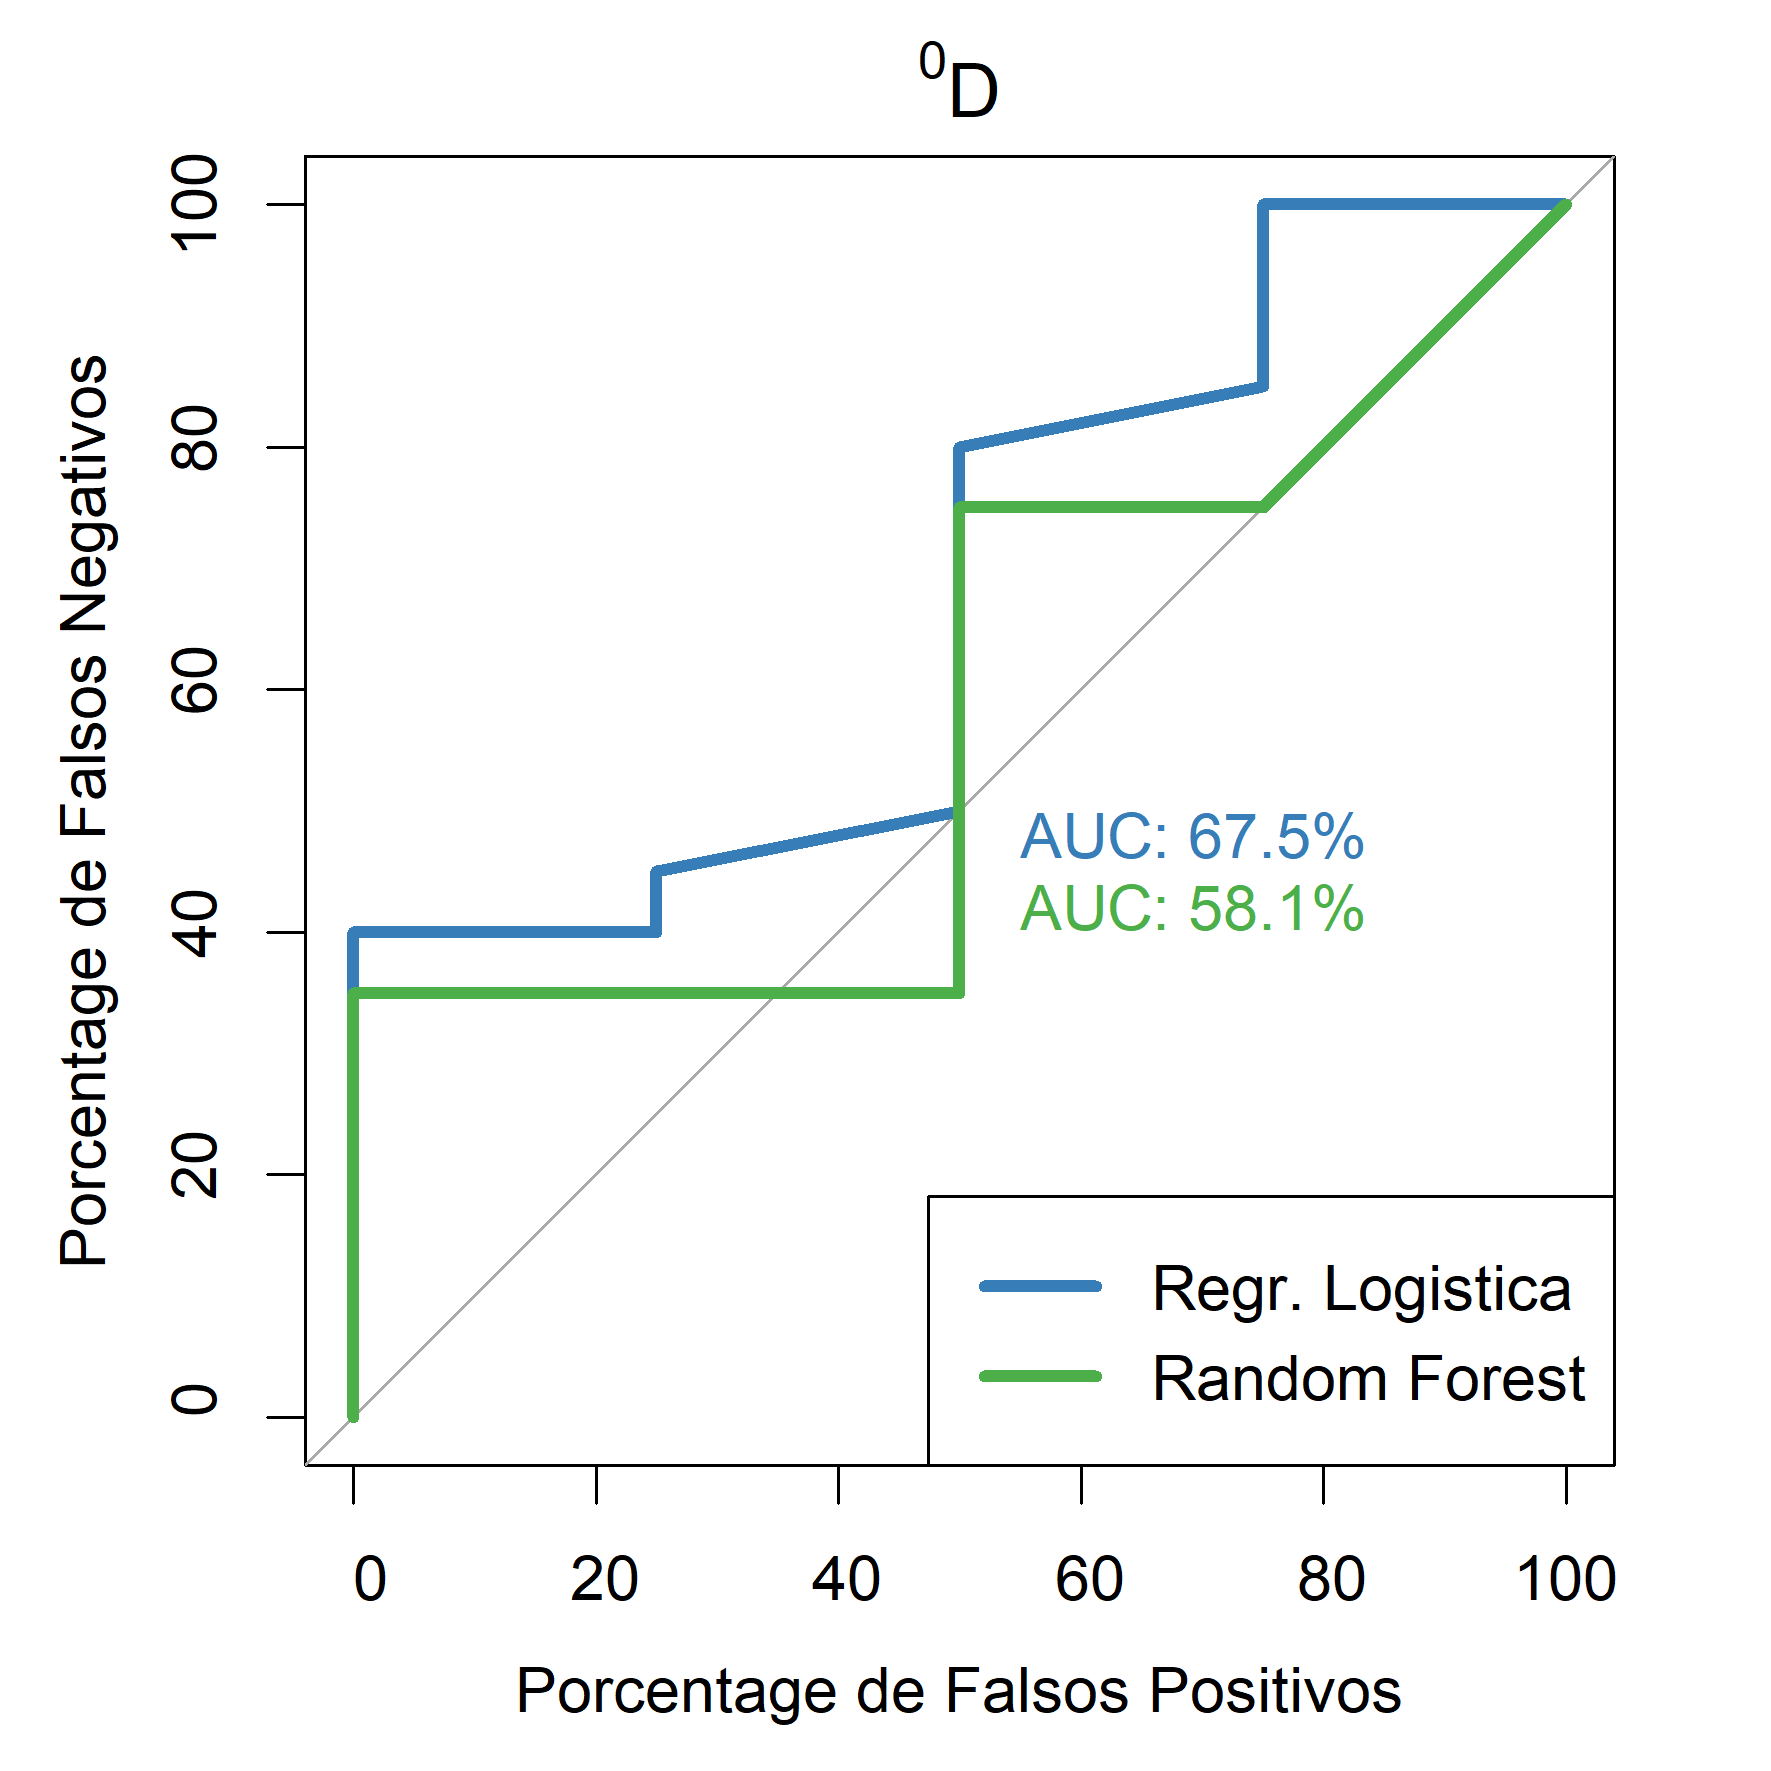 ⁰D
Porcentage de Falsos Negativos
100
80
60
40
20
0
AUC: 67.5%
AUC: 58.1%
Regr. Logistica
Random Forest
0 20 40 60 80 100
Porcentage de Falsos Positivos